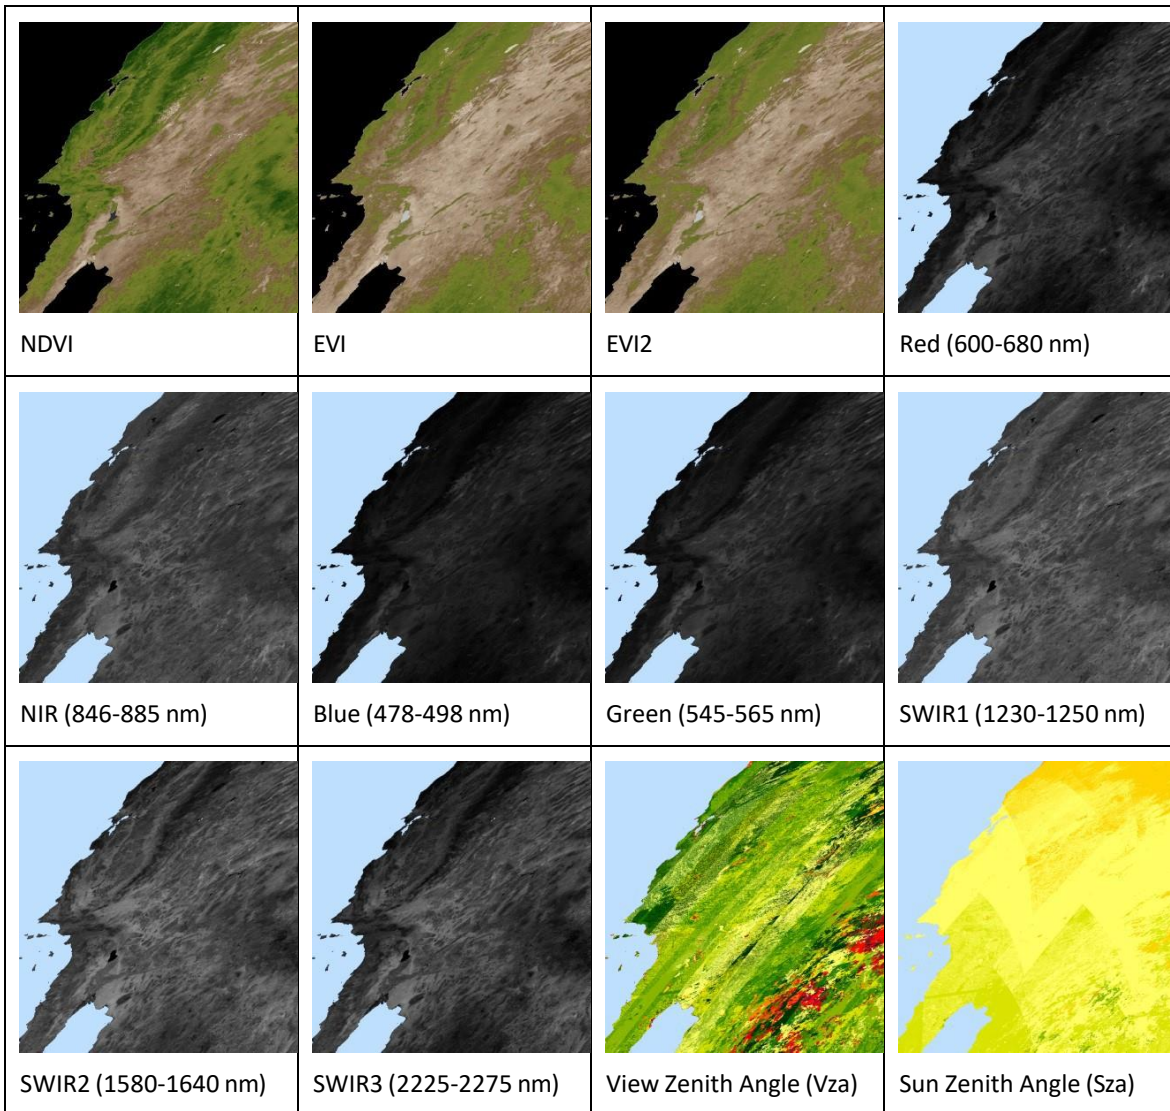 NDVI
EVI
EVI2
Red (600-680 nm)
NIR (846-885 nm)
Blue (478-498 nm)
Green (545-565 nm)
SWIR1 (1230-1250 nm)
SWIR2 (1580-1640 nm)
SWIR3 (2225-2275 nm)
View Zenith Angle (Vza)
Sun Zenith Angle (Sza)